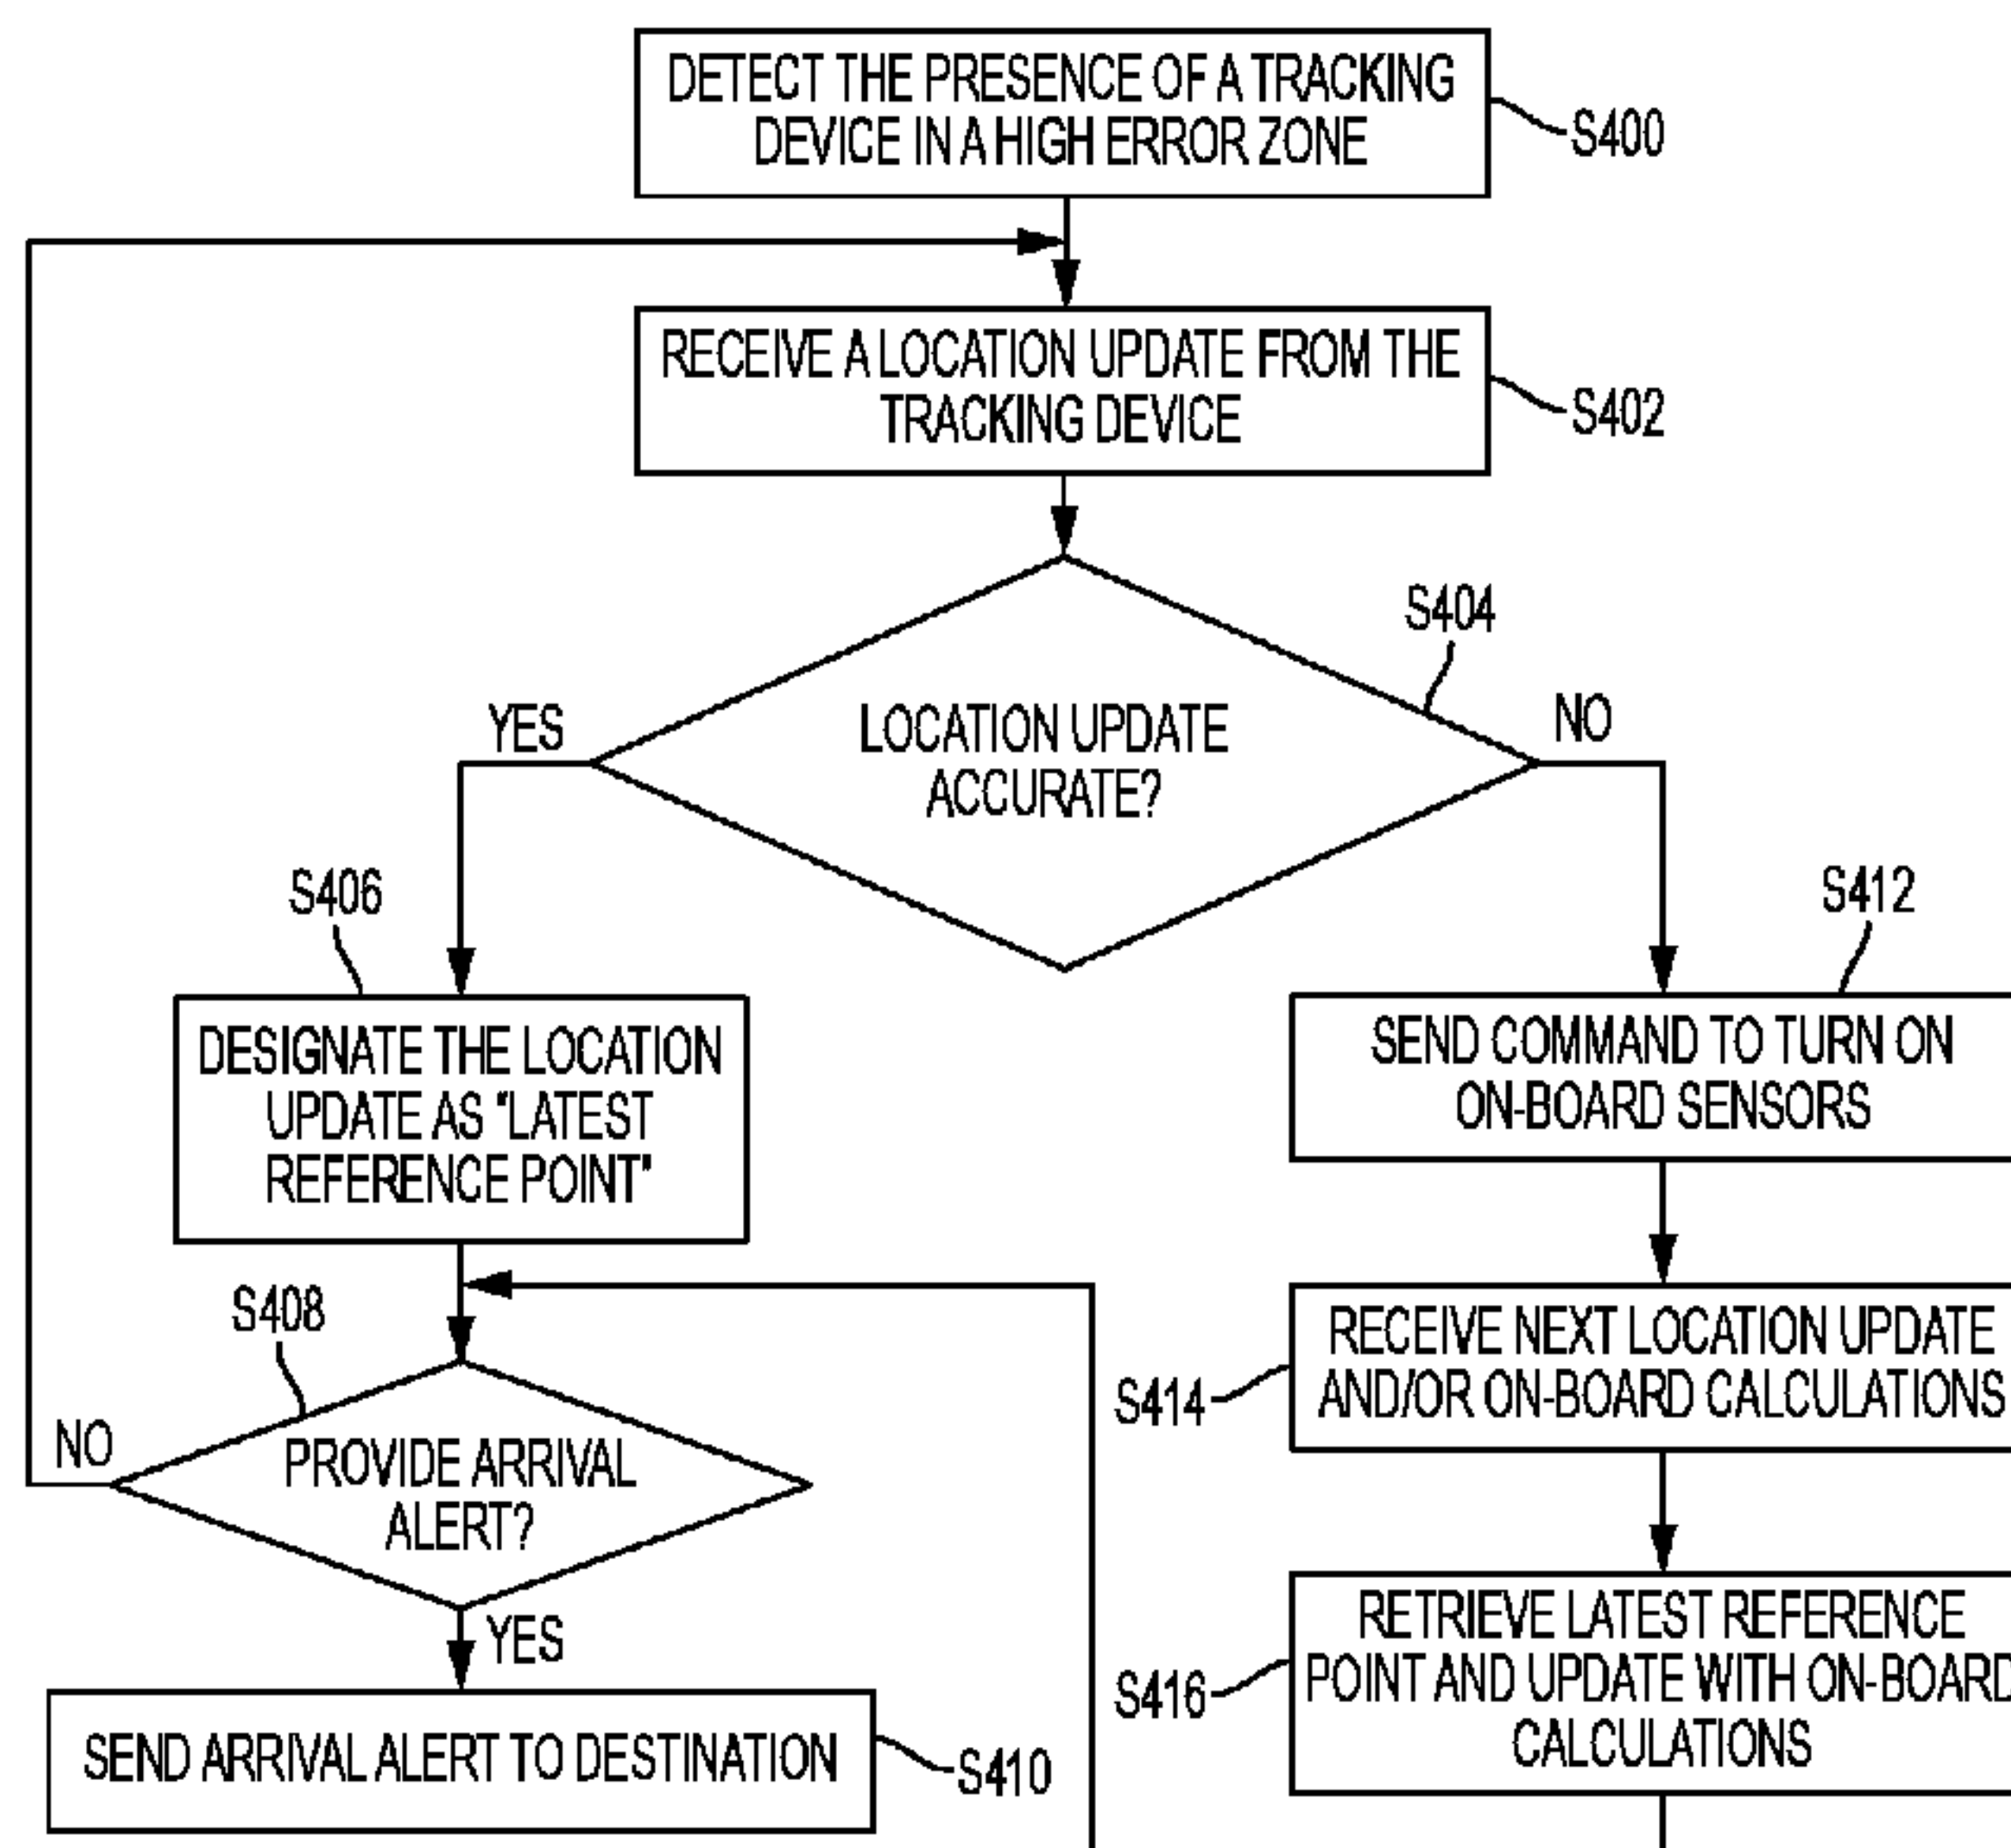 DETECT THE PRESENCE OF A TRACKING
DEVICE IN A HIGH ERROR ZONE
S400
RECEIVE A LOCATION UPDATE FROM THE
TRACKING DEVICE
S402
S404
YES
LOCATION UPDATE
ACCURATE?
NO
S406
S412
DESIGNATE THE LOCATION
UPDATE AS "LATEST
REFERENCE POINT"
SEND COMMAND TO TURN ON
ON-BOARD SENSORS
S408
RECEIVE NEXT LOCATION UPDATE
AND/OR ON-BOARD CALCULATIONS
S414
NO
PROVIDE ARRIVAL
ALERT?
YES
RETRIEVE LATEST REFERENCE
POINT AND UPDATE WITH ON-BOARD
CALCULATIONS
S416
SEND ARRIVAL ALERT TO DESTINATION
S410